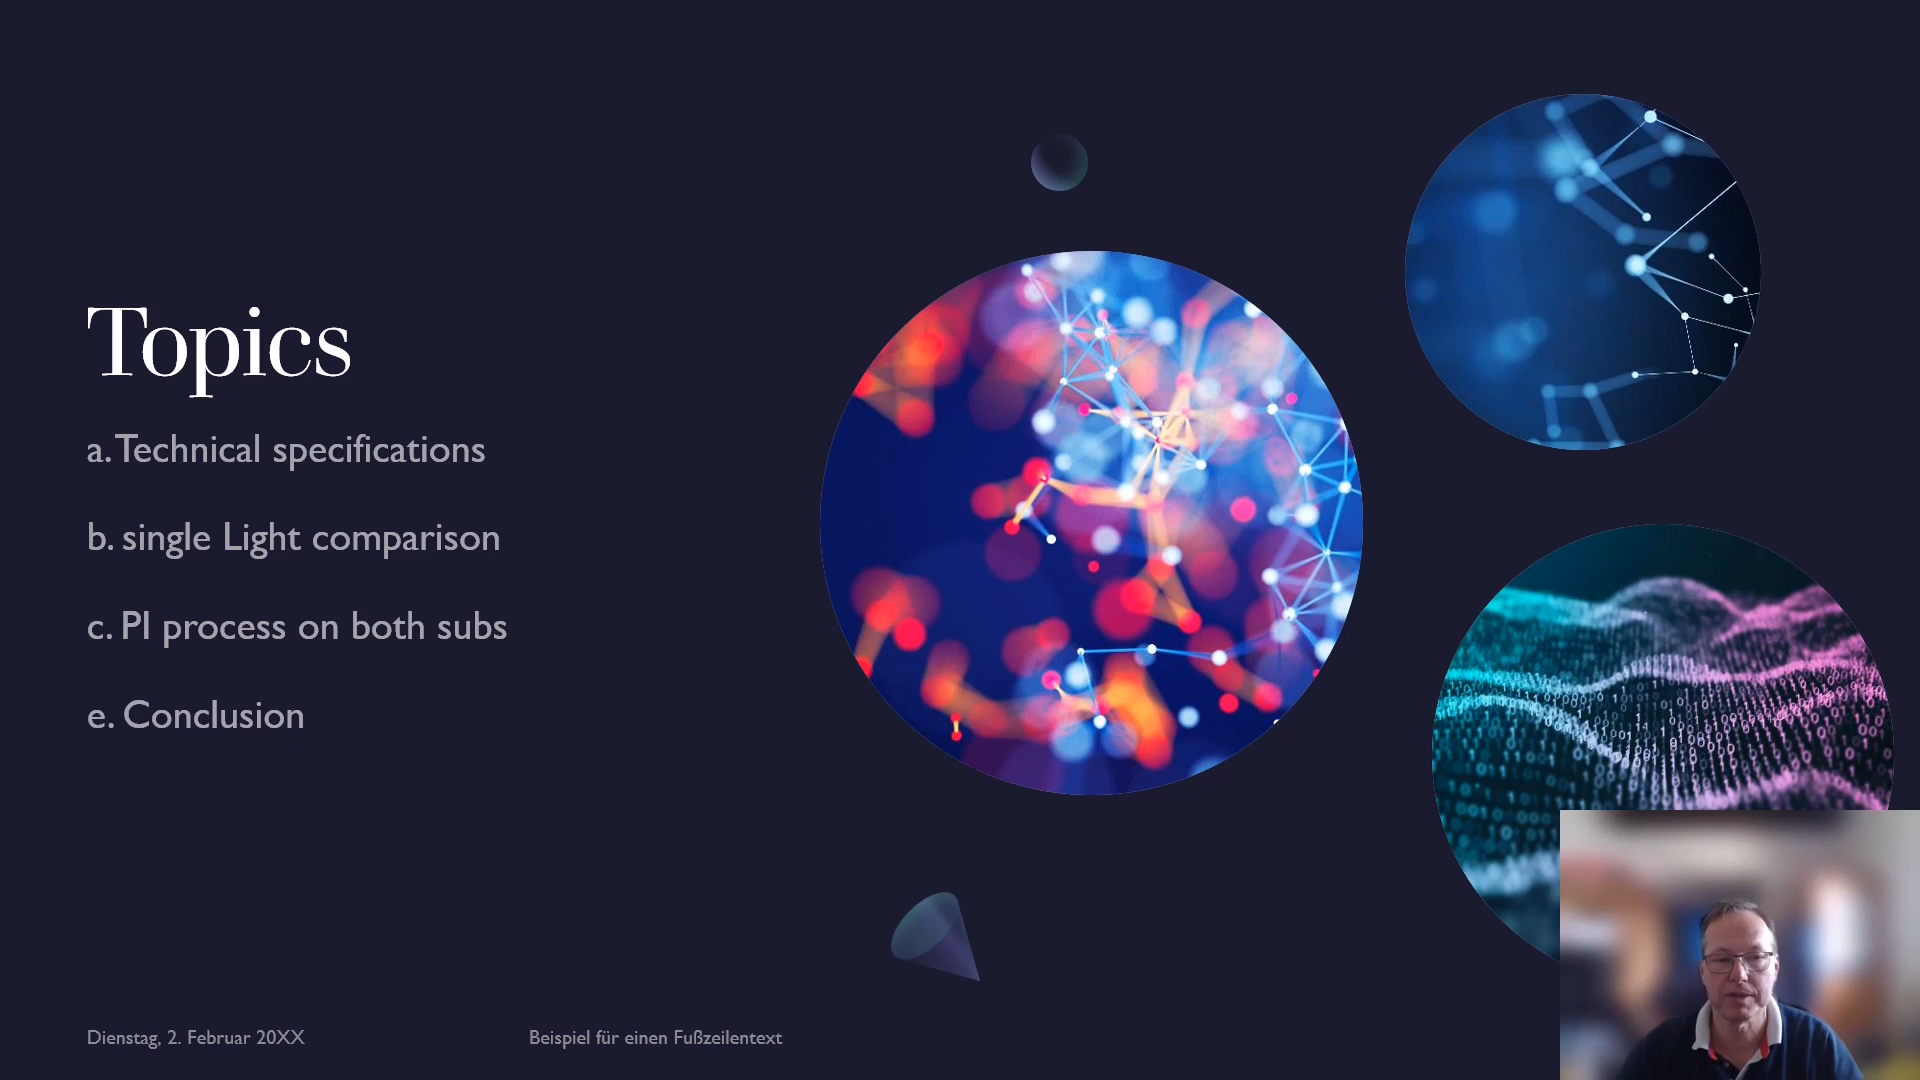 Topics
a. Technical specifications
b. single Light comparison
c. PI process on both subs
e. Conclusion
Dienstag, 2. Februar 20XX
Beispiel für einen Fußzeilentext